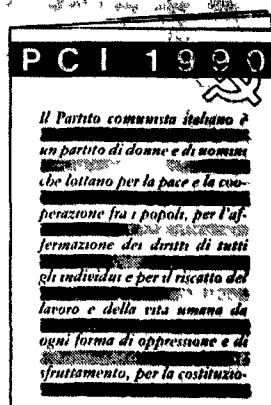 PCI 1990
Il Partito comunista italiano è
un partito di donne e di uomini
che lottano per la pace e la coo-
perazione fra i popoli, per l'af-
fermazione dei diritti di tutti
gli individui e per il riscatto del
lavoro e della vita umana da
ogni forma di oppressione e di
sfruttamento, per la costituzio-